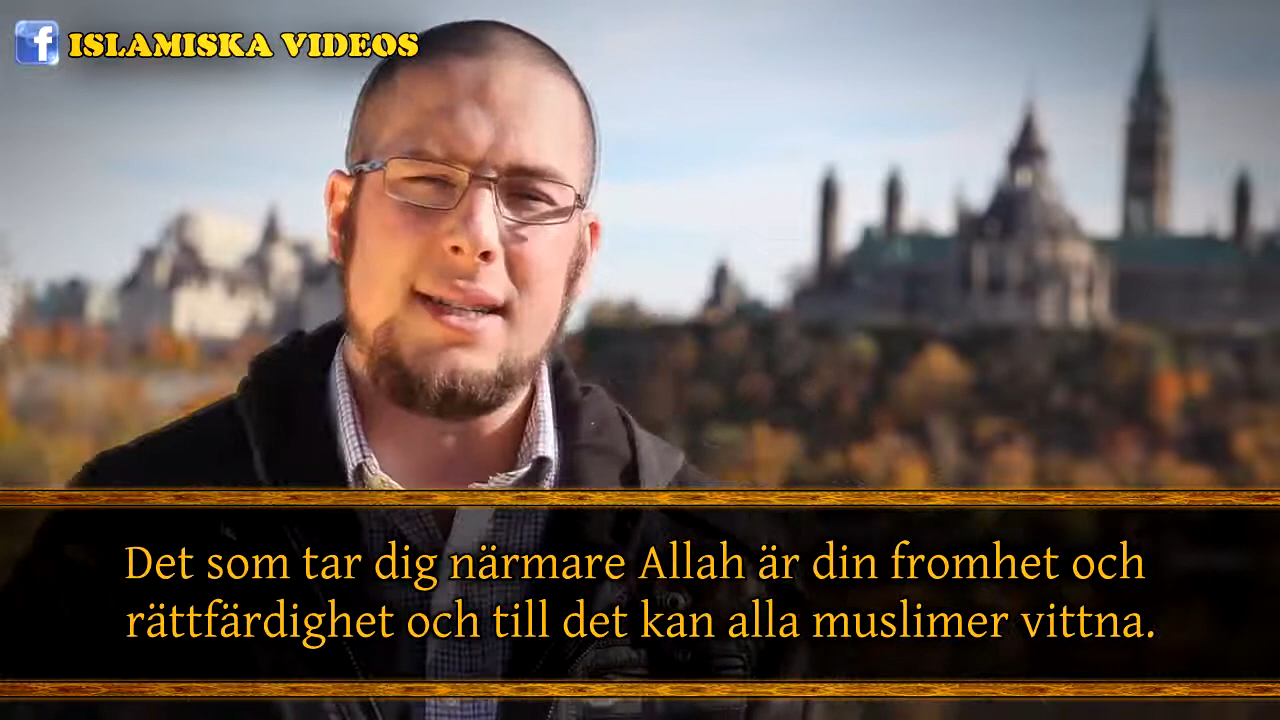 ISLAMISKA VIDEOS
Det som tar dig närmare Allah är din fromhet och
rättfärdighet och till det kan alla muslimer vittna.